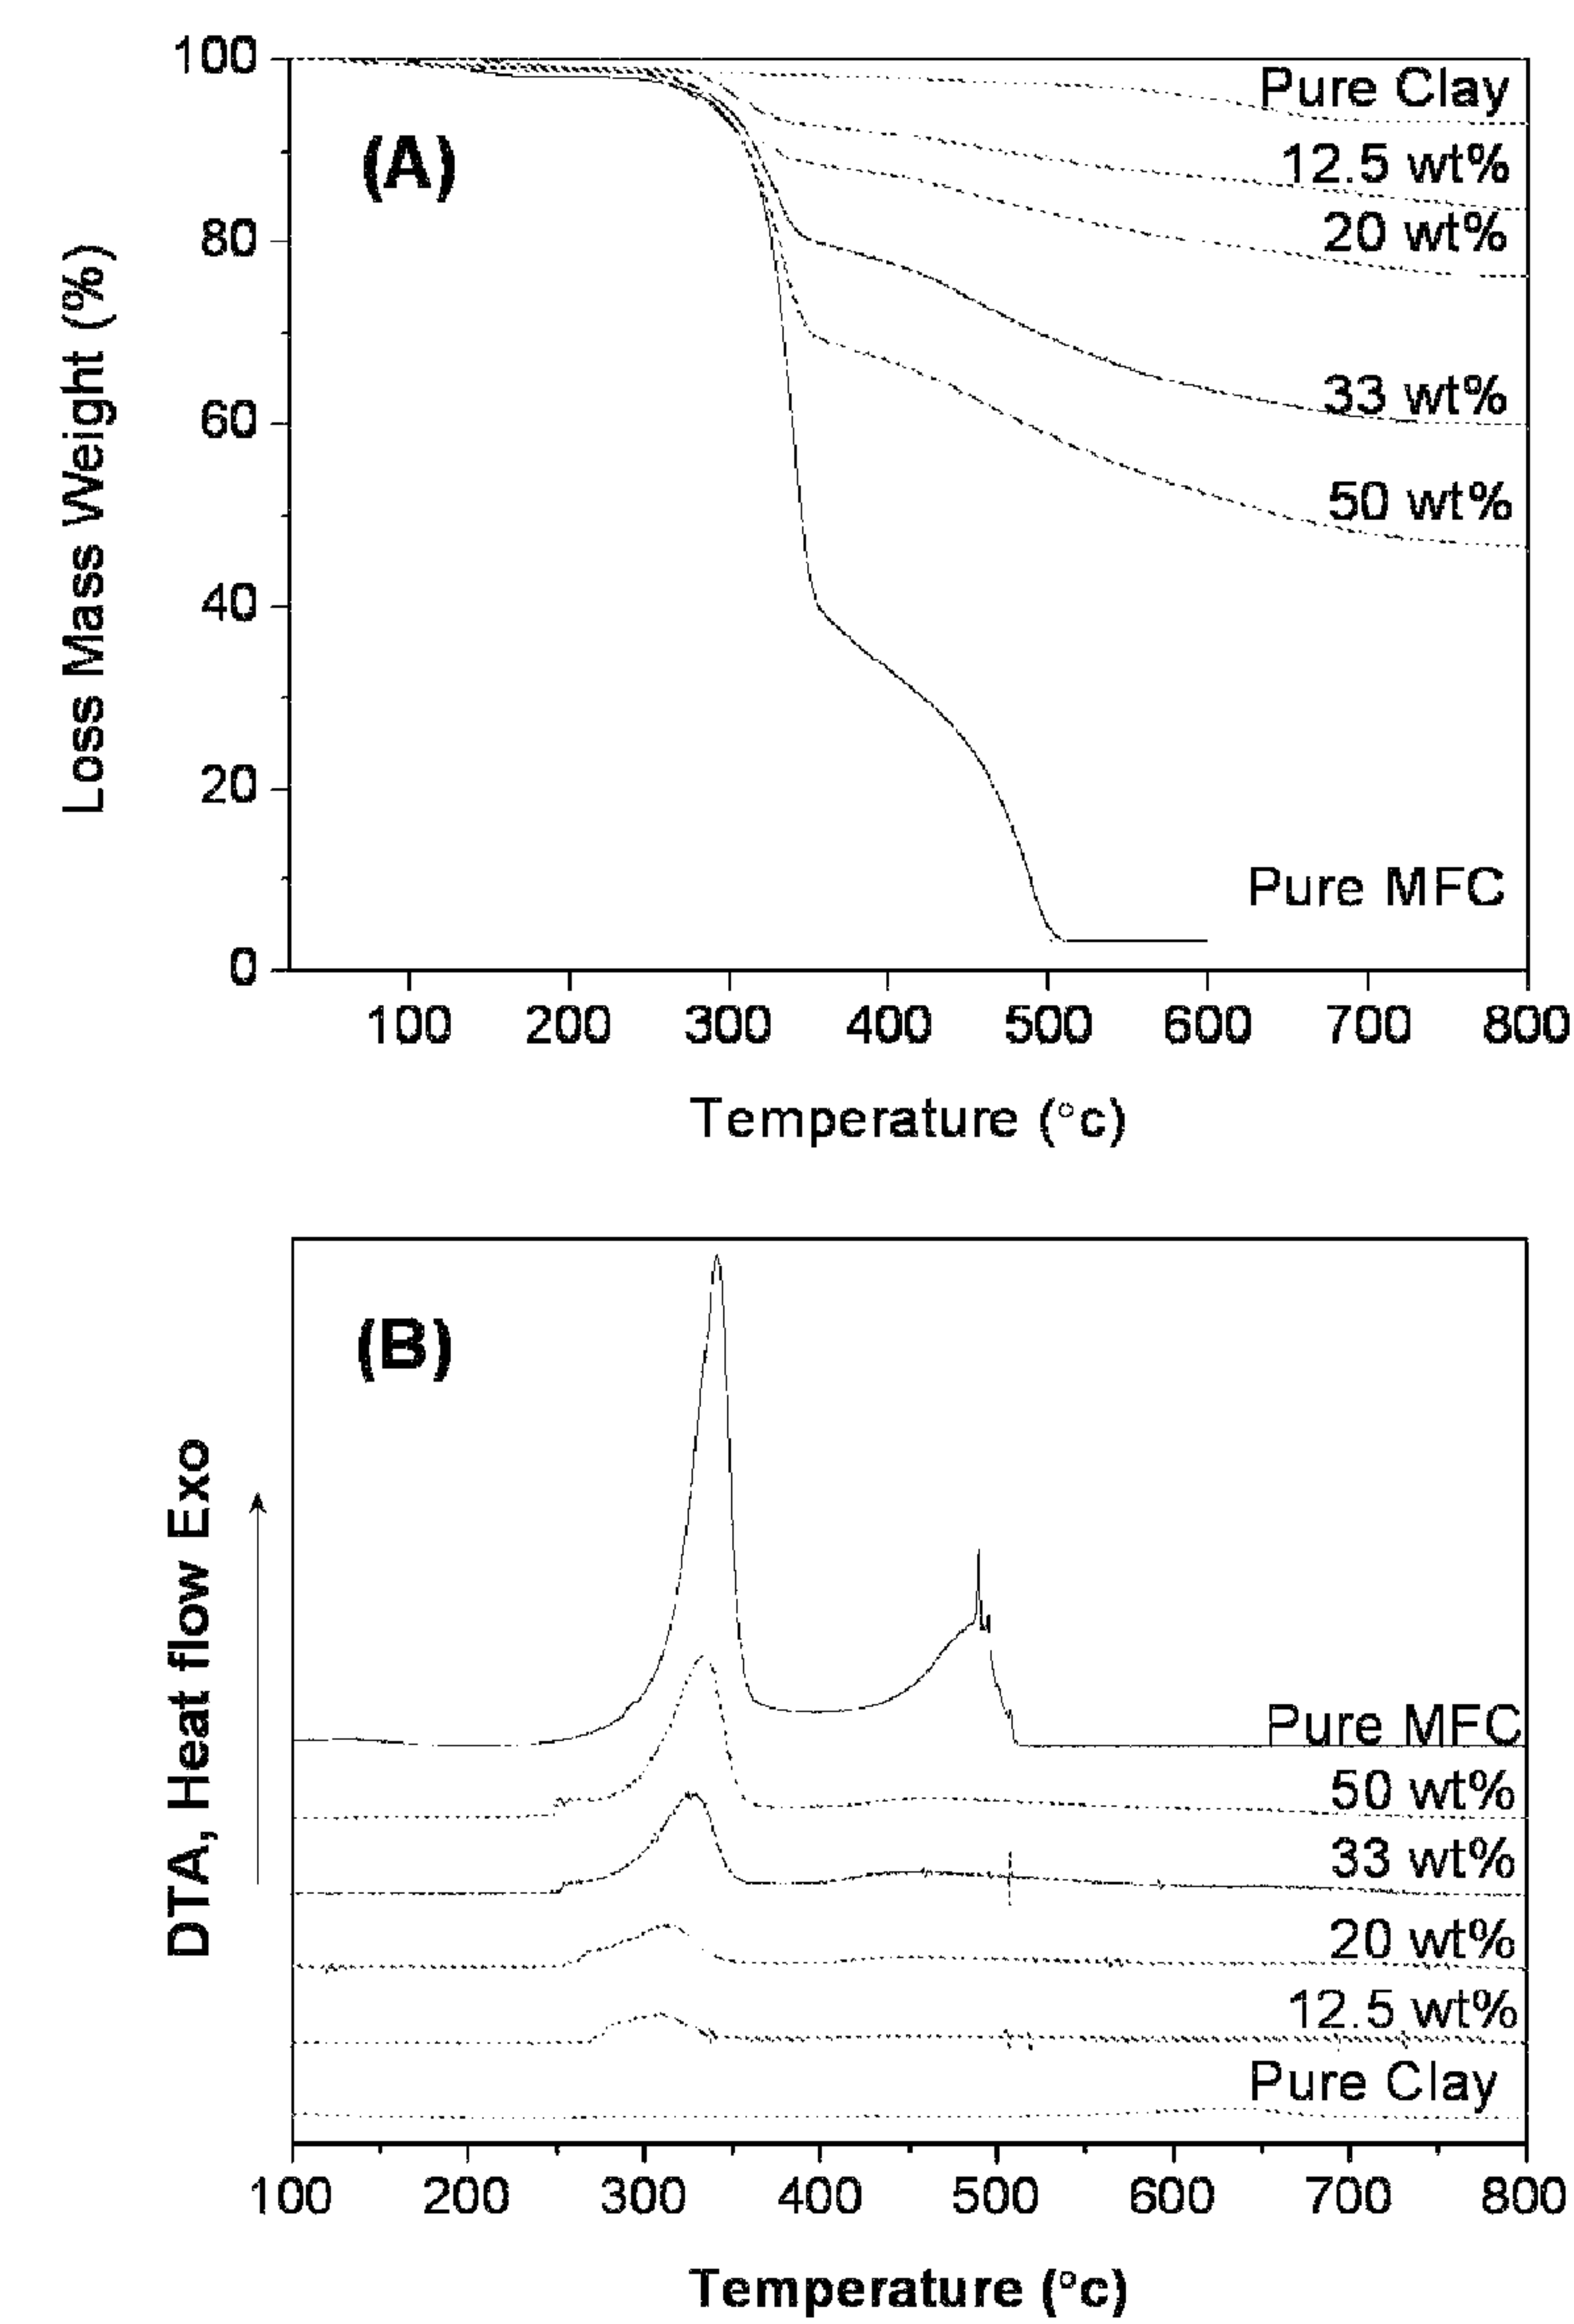 100
80
60
40
20
0
Loss Mass Weight (%)
(A)
Pure Clay
12.5 wt%
20 wt%
33 wt%
50 wt%
Pure MFC
100 200 300 400 500 600 700 800
Temperature (°c)
(B)
DTA, Heat flow Exo
Pure MFC
50 wt%
33 wt%
20 wt%
12.5 wt%
Pure Clay
100 200 300 400 500 600 700 800
Temperature (°c)